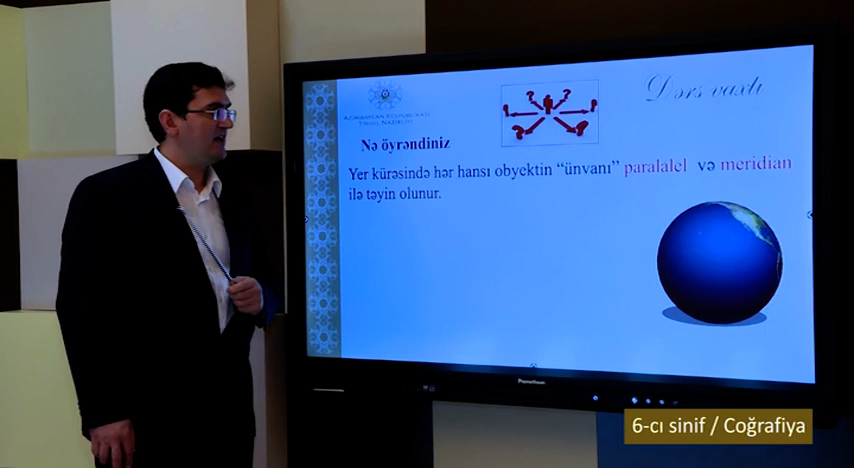 Dərs vaxtı
AZƏRBAYCAN RESPUBLİKASI
TƏHSİL NAZİRLİYİ
Nə öyrəndiniz
Yer kürəsində hər hansı obyektin “ünvanı” paralalel və meridian
ilə təyin olunur.
Promethean
6-cı sinif / Coğrafiya